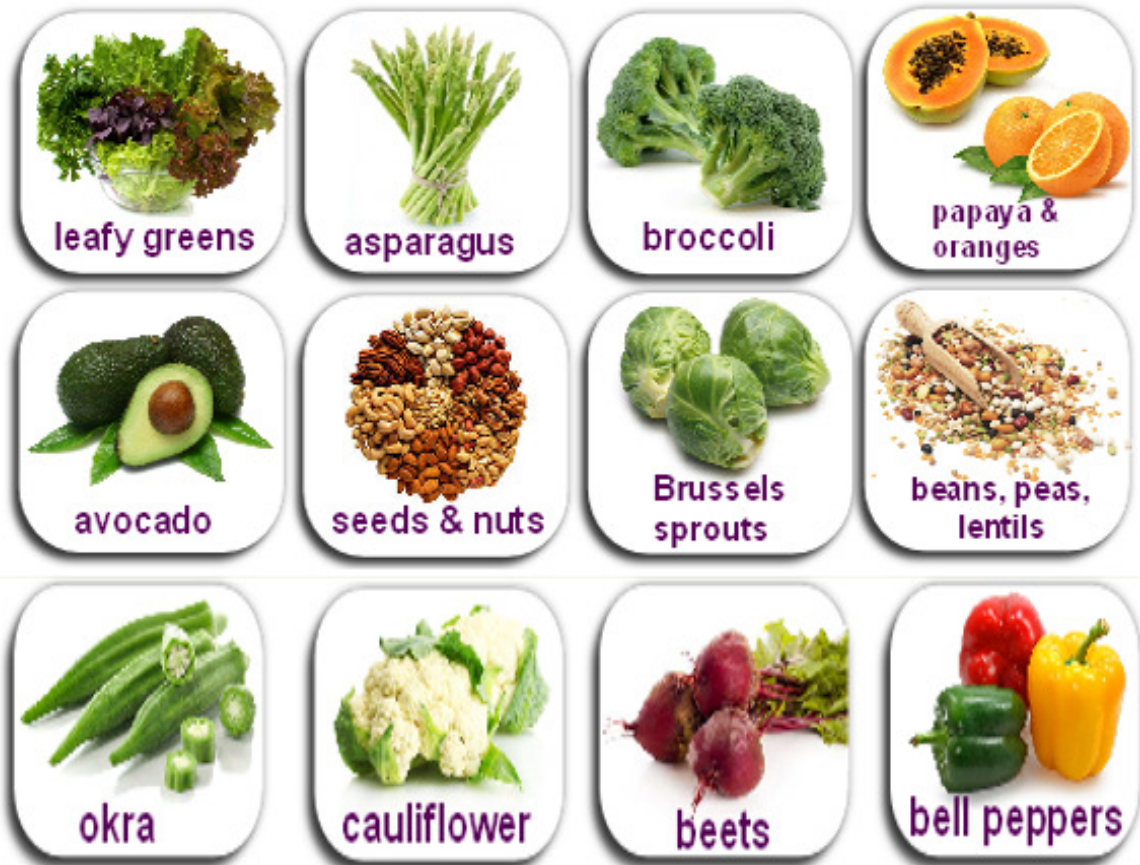 leafy greens
asparagus
broccoli
papaya &
oranges
avocado
seeds & nuts
Brussels
sprouts
beans, peas,
lentils
okra
cauliflower
beets
bell peppers